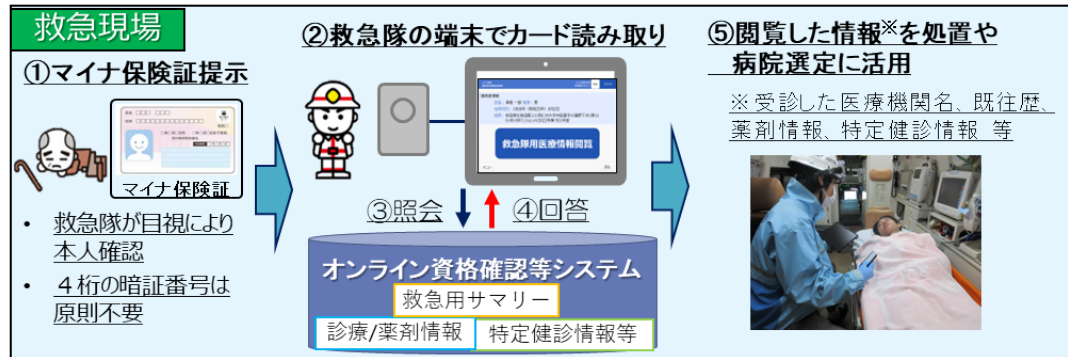 救急現場
①マイナ保険証提示
マイナ保険証
• 救急隊が目視により
本人確認
• 4桁の暗証番号は
原則不要
②救急隊の端末でカード読み取り
救急隊用医療情報閲覧
③照会
④回答
オンライン資格確認等システム
救急用サマリー
診療/薬剤情報
特定健診情報等
⑤閲覧した情報※を処置や
病院選定に活用
※受診した医療機関名、既往歴、
薬剤情報、特定健診情報 等